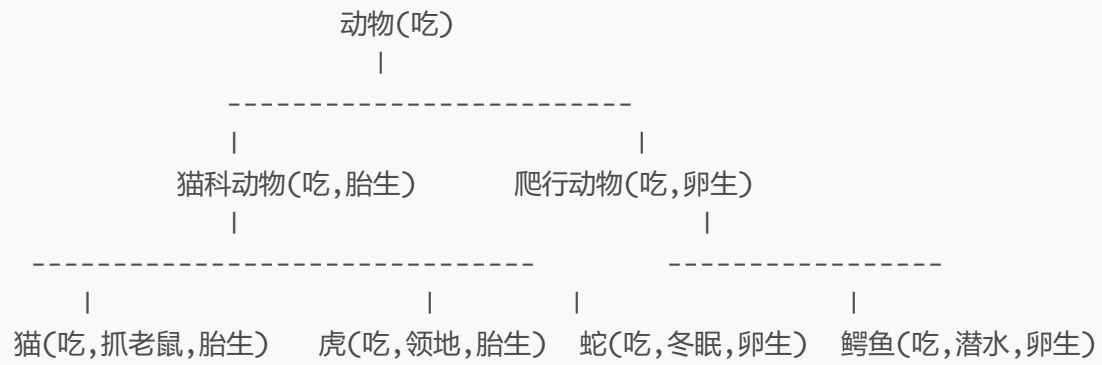 动物(吃)
猫科动物(吃,胎生) 爬行动物(吃,卵生)
猫(吃,抓老鼠,胎生) 虎(吃,领地,胎生) 蛇(吃,冬眠,卵生) 鳄鱼(吃,潜水,卵生)